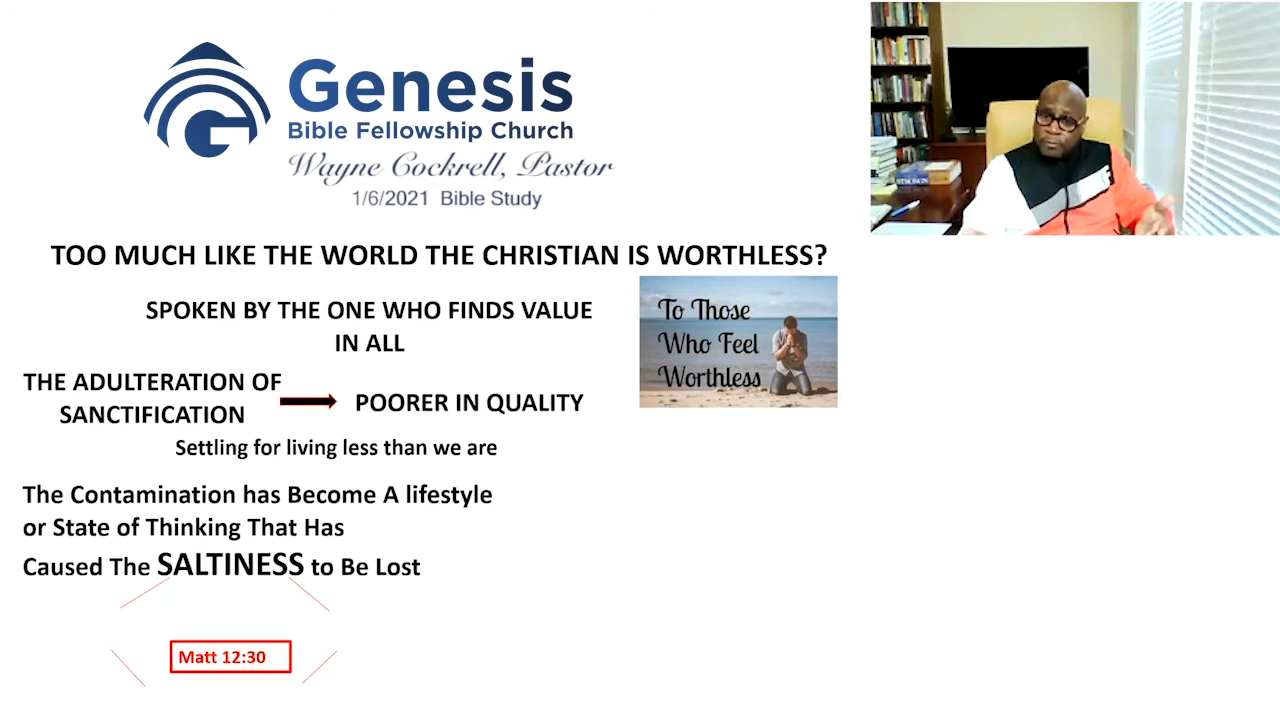 Genesis
Bible Fellowship Church
Wayne Cockrell, Pastor
1/6/2021 Bible Study
TOO MUCH LIKE THE WORLD THE CHRISTIAN IS WORTHLESS?
SPOKEN BY THE ONE WHO FINDS VALUE
IN ALL
To Those
Who Feel
Worthless
THE ADULTERATION OF
SANCTIFICATION
POORER IN QUALITY
Settling for living less than we are
The Contamination has Become A lifestyle
or State of Thinking That Has
Caused The SALTINESS to Be Lost
Matt 12:30